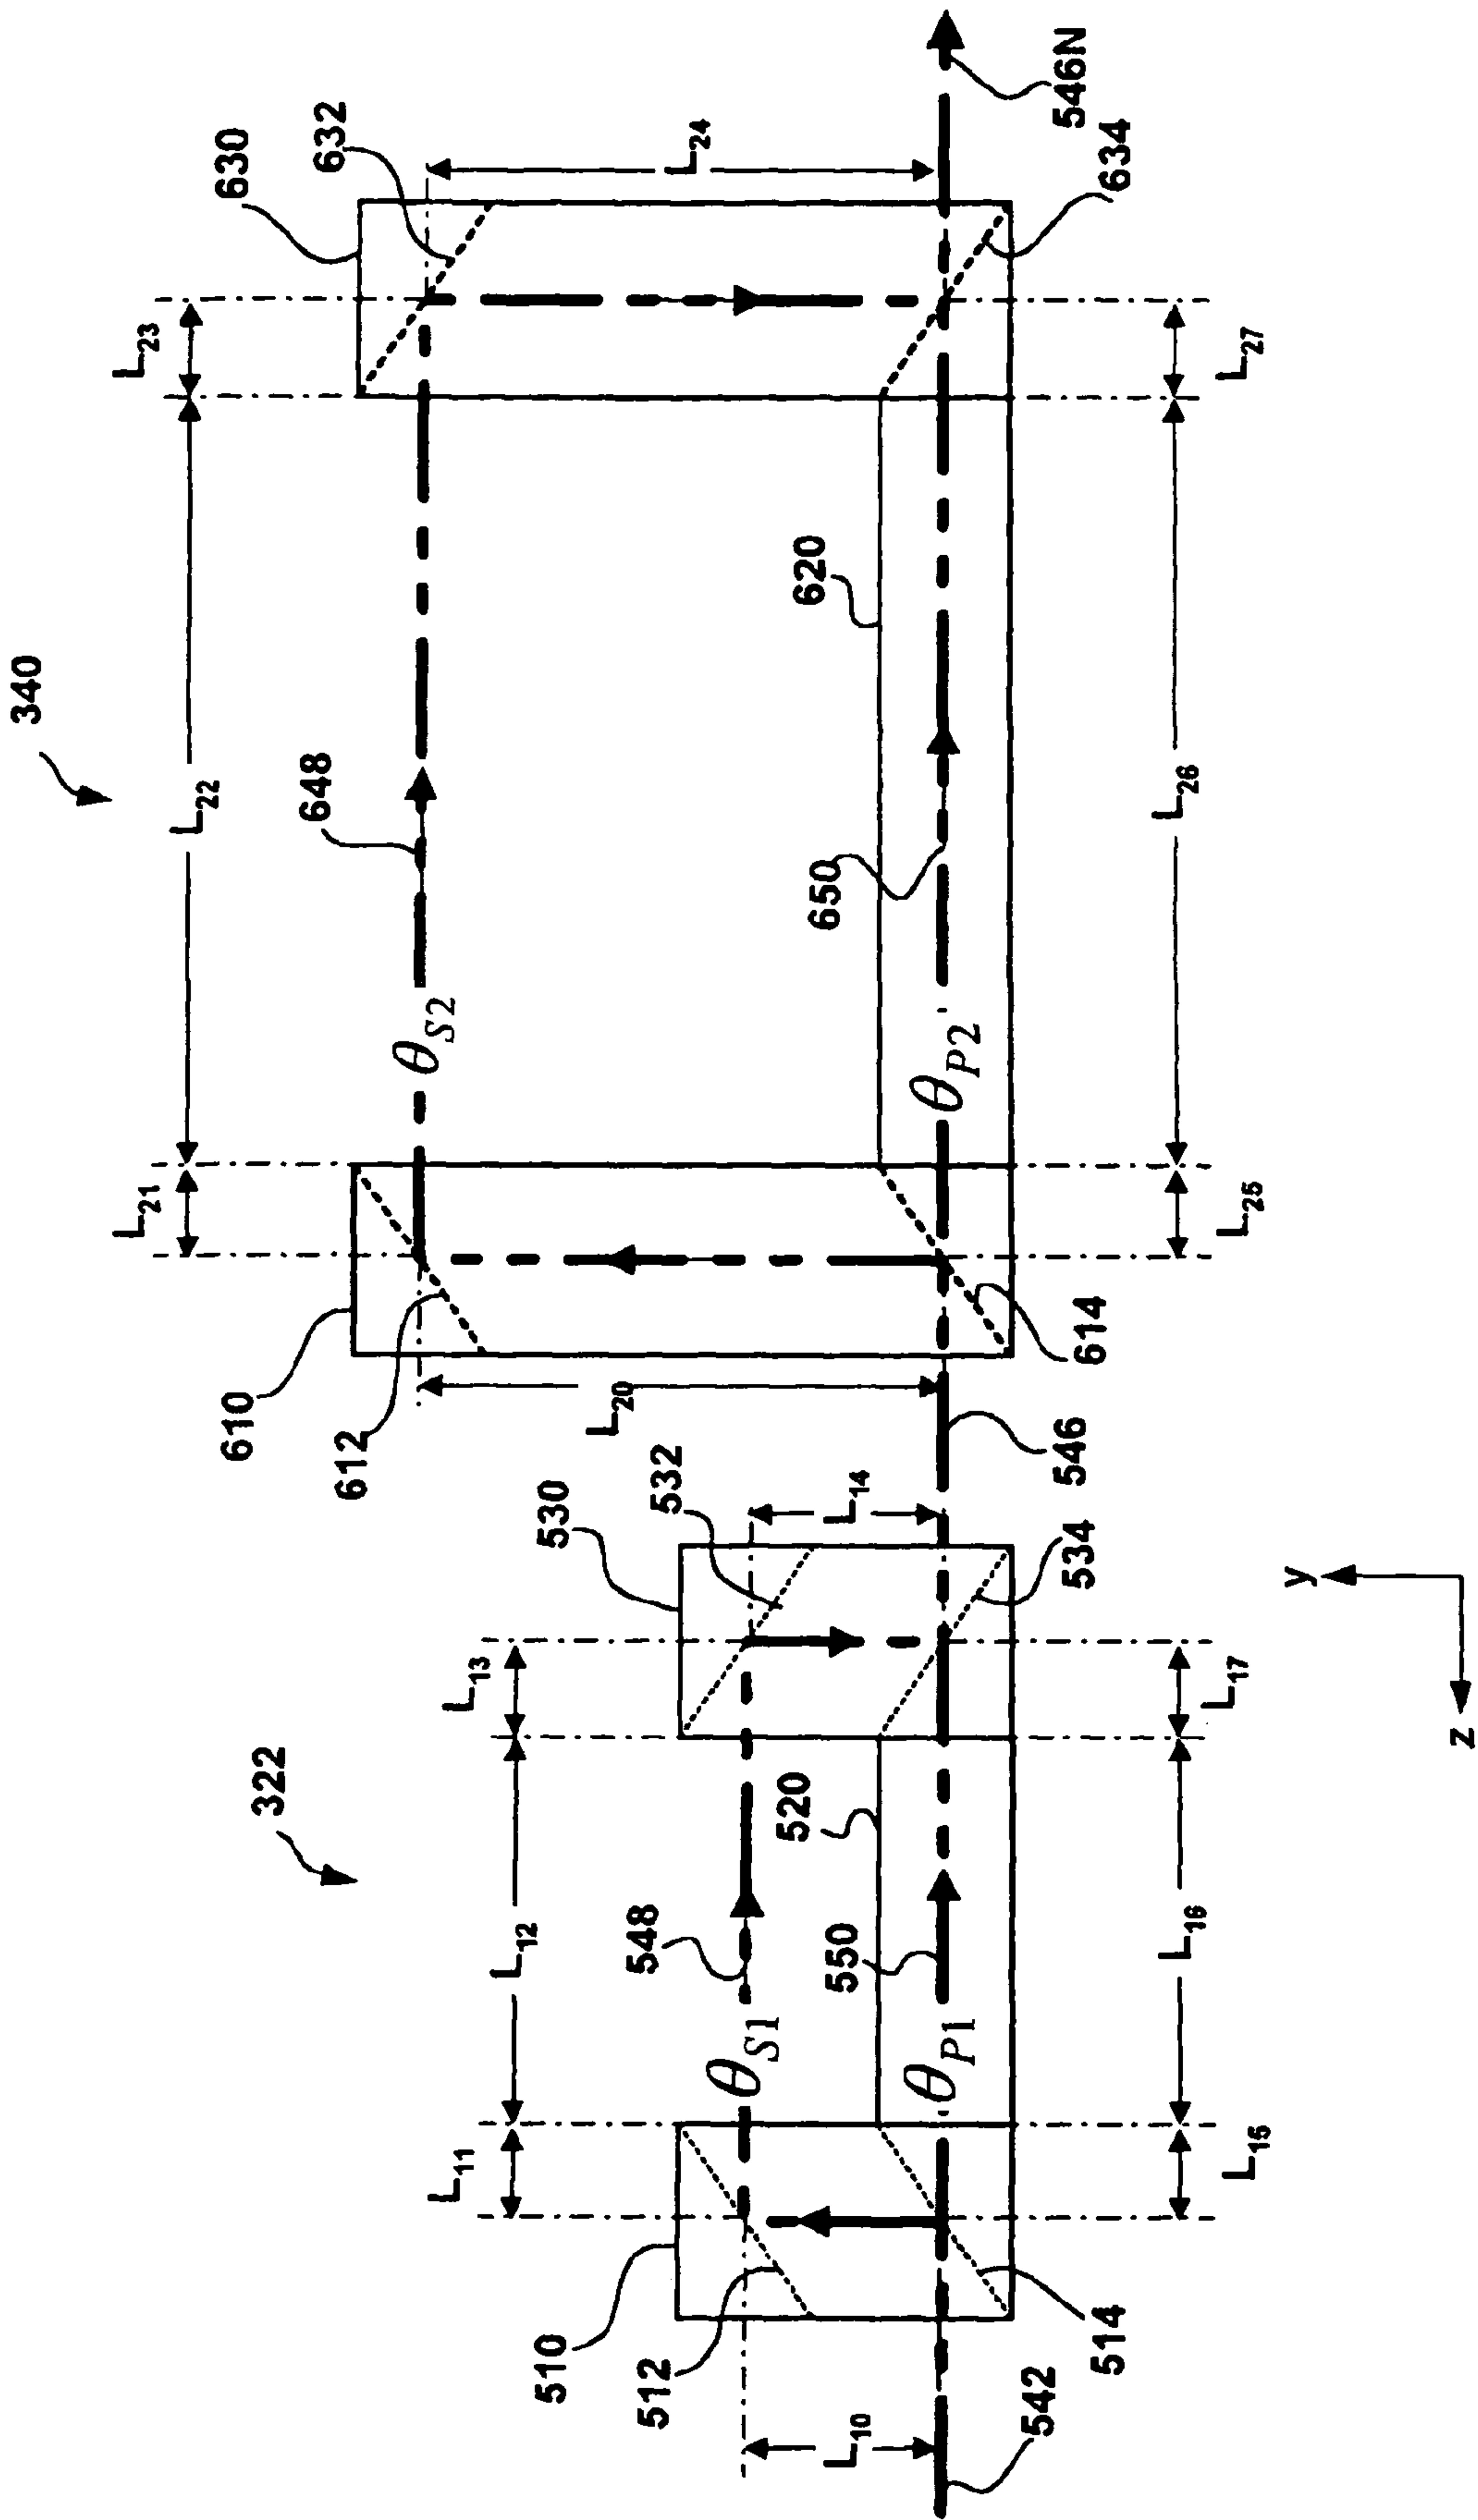 340
322
L22
L21
L23
L12
L11
L13
610
612
630
632
648
θS2
L20
L24
510
512
530
532
548
θS1
L10
L14
620
650
θP2
520
550
θP1
542
514
534
546
614
634
546N
L15
L16
L17
L25
L26
L27
y
z